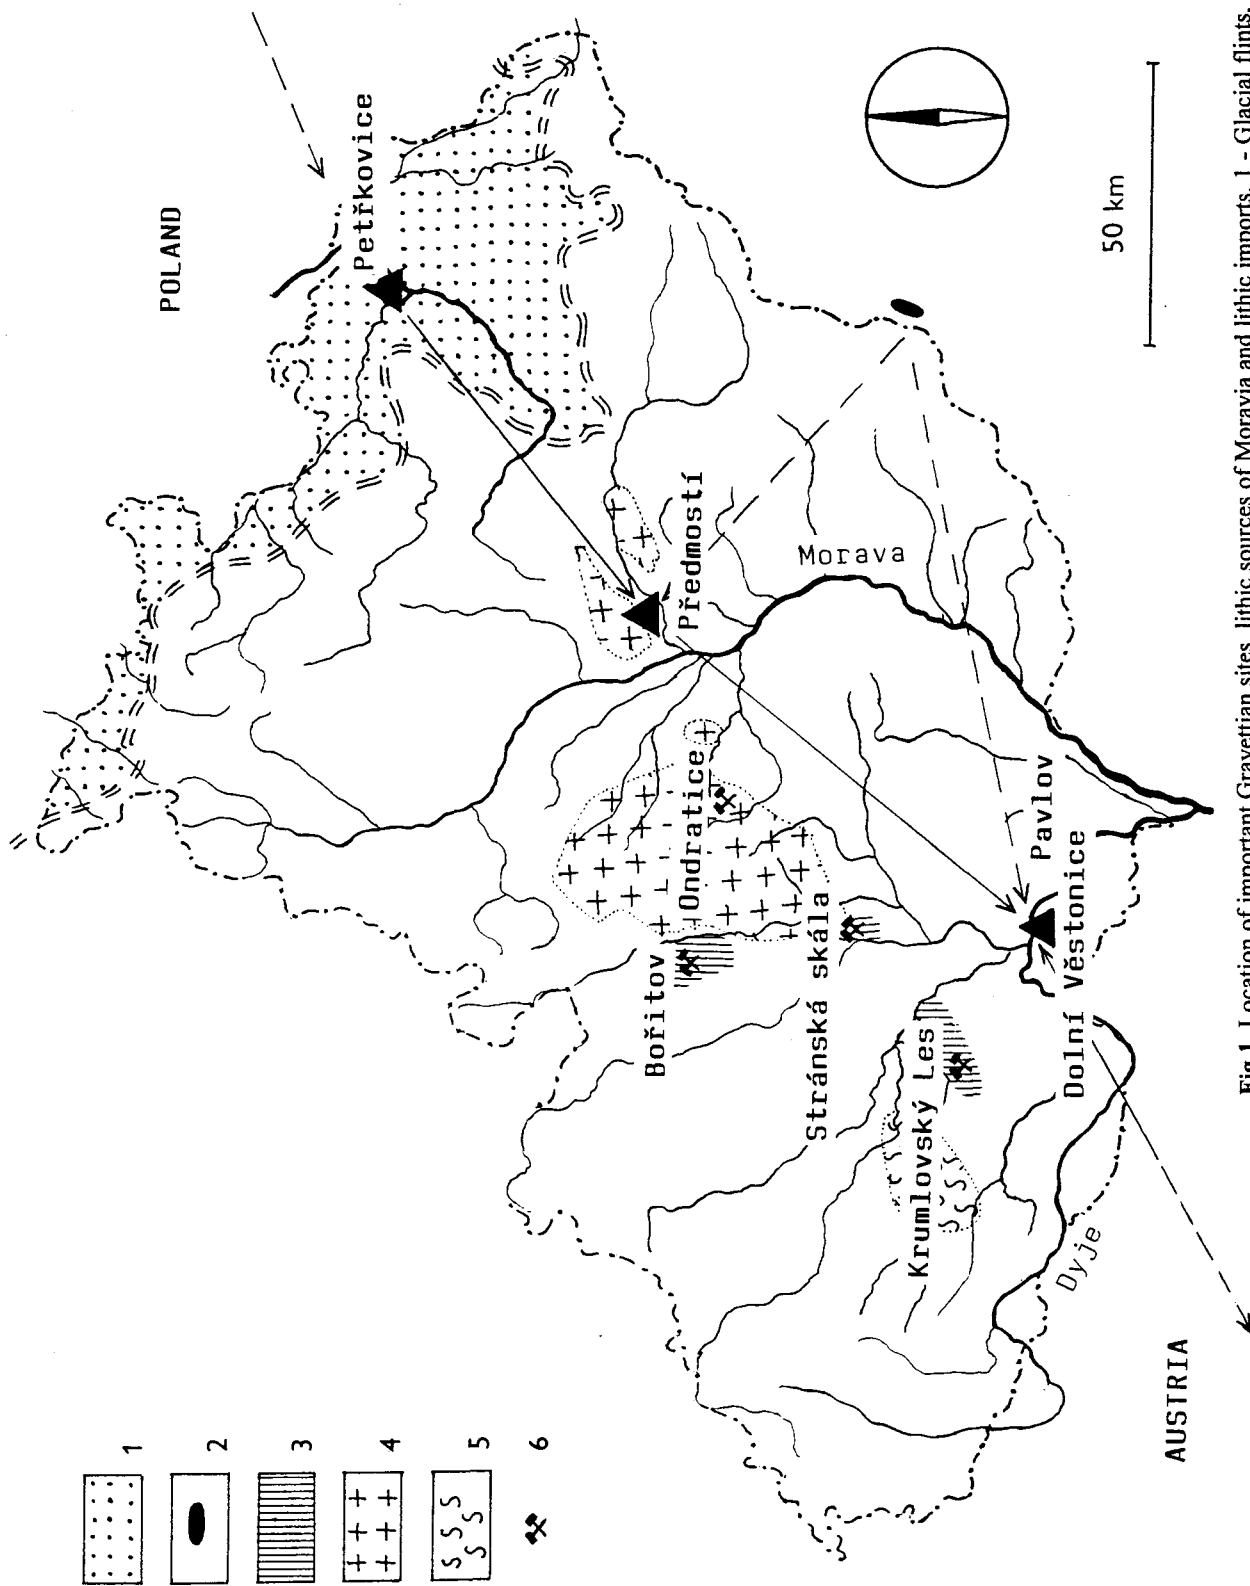 1
2
3
4
5
6
POLAND
Petřkovice
Předmostí
Morava
Ondratice
Bořitov
Stránská skála
Krumlovský Les
Pavlov
Dolní Věstonice
Dyje
AUSTRIA
50 km
Fig 1. Location of important Gravettian sites, lithic sources of Moravia and lithic imports. 1 - Glacial flints.